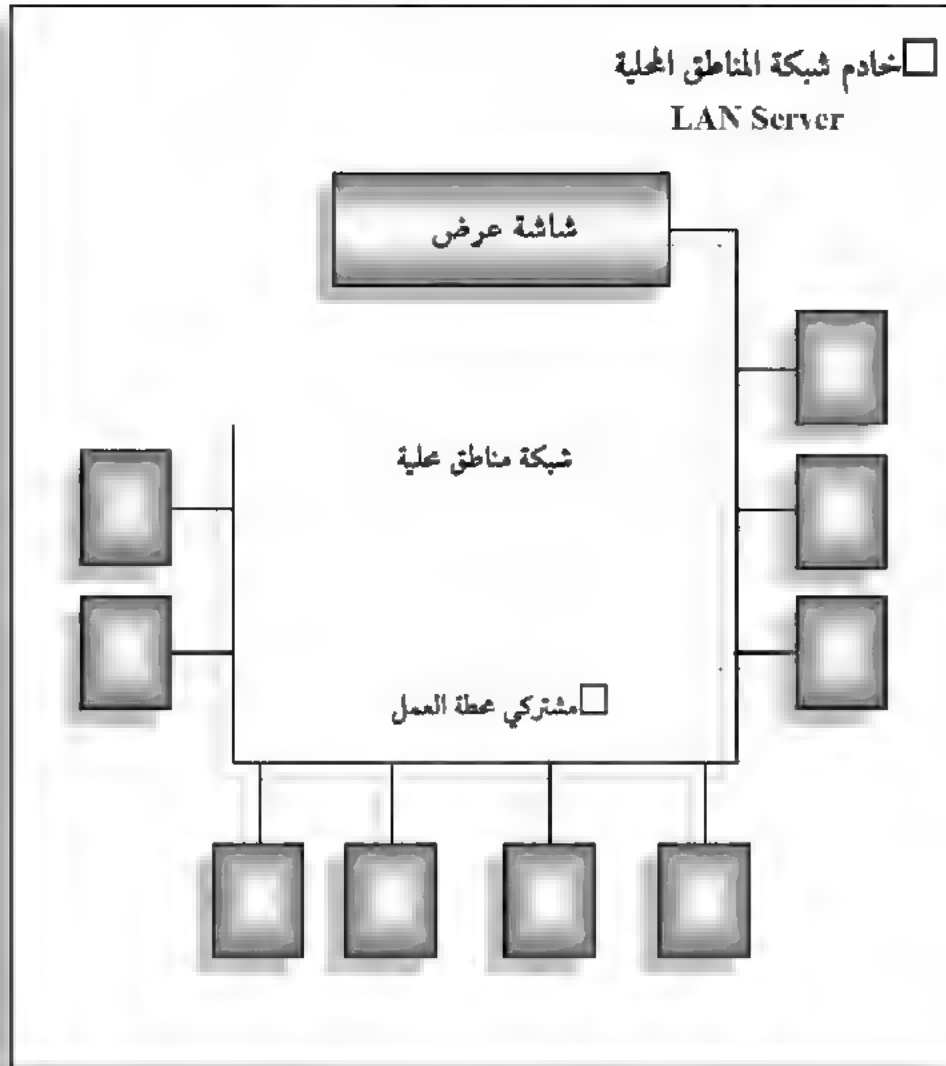 □خادم شبكة المناطق المحلية
LAN Server
شاشة عرض
شبكة مناطق محلية
□مشتركي محطة العمل